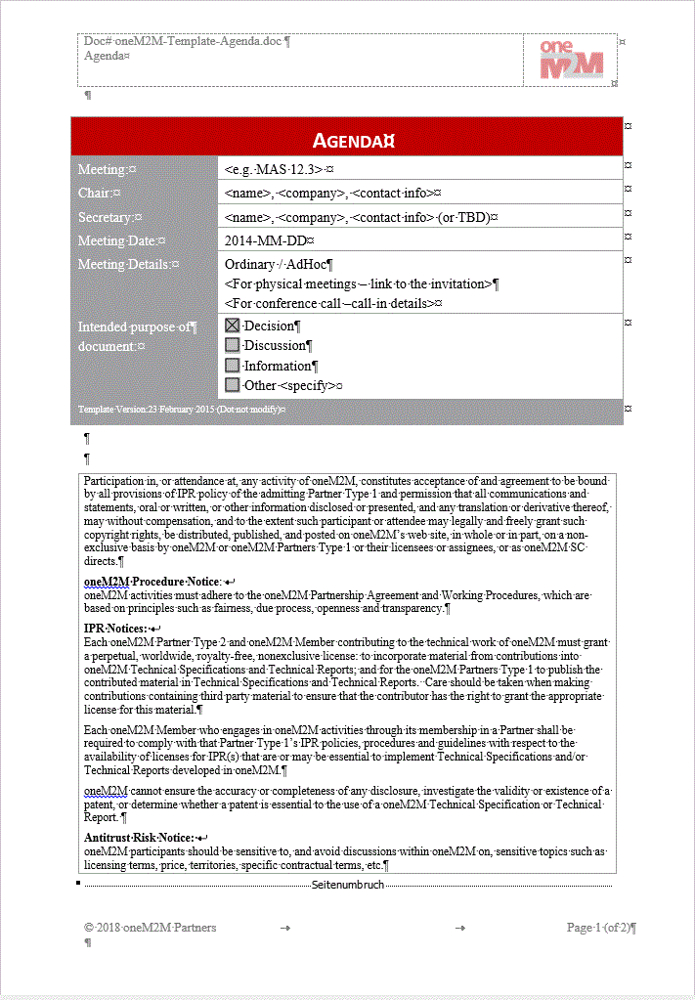 Doc# oneM2M-Template-Agenda.doc ¶
Agenda¤
one
M2M
¶
AGENDA¤
Meeting:¤ <e.g. MAS 12.3> ¤
Chair:¤ <name>, <company>, <contact info>¤
Secretary:¤ <name>, <company>, <contact info> (or TBD)¤
Meeting Date:¤ 2014-MM-DD¤
Meeting Details:¤ Ordinary / AdHoc¶
<For physical meetings – link to the invitation>¶
<For conference call – call-in details>¤
Intended purpose of¶ ☒ Decision¶
document:¤ ☐ Discussion¶
☐ Information¶
☐ Other <specify>¤
Template Version:23 February 2015 (Dot not modify)¤
¶
¶
Participation in, or attendance at, any activity of oneM2M, constitutes acceptance of and agreement to be bound
by all provisions of IPR policy of the admitting Partner Type 1 and permission that all communications and
statements, oral or written, or other information disclosed or presented, and any translation or derivative thereof,
may without compensation, and to the extent such participant or attendee may legally and freely grant such
copyright rights, be distributed, published, and posted on oneM2M's web site, in whole or in part, on a non-
exclusive basis by oneM2M or oneM2M Partners Type 1 or their licensees or assignees, or as oneM2M SC
directs.¶
oneM2M Procedure Notice: ↵
oneM2M activities must adhere to the oneM2M Partnership Agreement and Working Procedures, which are
based on principles such as fairness, due process, openness and transparency.¶
IPR Notices: ↵
Each oneM2M Partner Type 2 and oneM2M Member contributing to the technical work of oneM2M must grant
a perpetual, worldwide, royalty-free, nonexclusive license: to incorporate material from contributions into
oneM2M Technical Specifications and Technical Reports; and for the oneM2M Partners Type 1 to publish the
contributed material in Technical Specifications and Technical Reports.  Care should be taken when making
contributions containing third party material to ensure that the contributor has the right to grant the appropriate
license for this material.¶
Each oneM2M Member who engages in oneM2M activities through its membership in a Partner shall be
required to comply with that Partner Type 1's IPR policies, procedures and guidelines with respect to the
availability of licenses for IPR(s) that are or may be essential to implement Technical Specifications and/or
Technical Reports developed in oneM2M.¶
oneM2M cannot ensure the accuracy or completeness of any disclosure, investigate the validity or existence of a
patent, or determine whether a patent is essential to the use of a oneM2M Technical Specification or Technical
Report. ¶
Antitrust Risk Notice: ↵
oneM2M participants should be sensitive to, and avoid discussions within oneM2M on, sensitive topics such as
licensing terms, price, territories, specific contractual terms, etc.¶
Seitenumbruch
© 2018 oneM2M Partners → → Page 1 (of 2)¶
¶